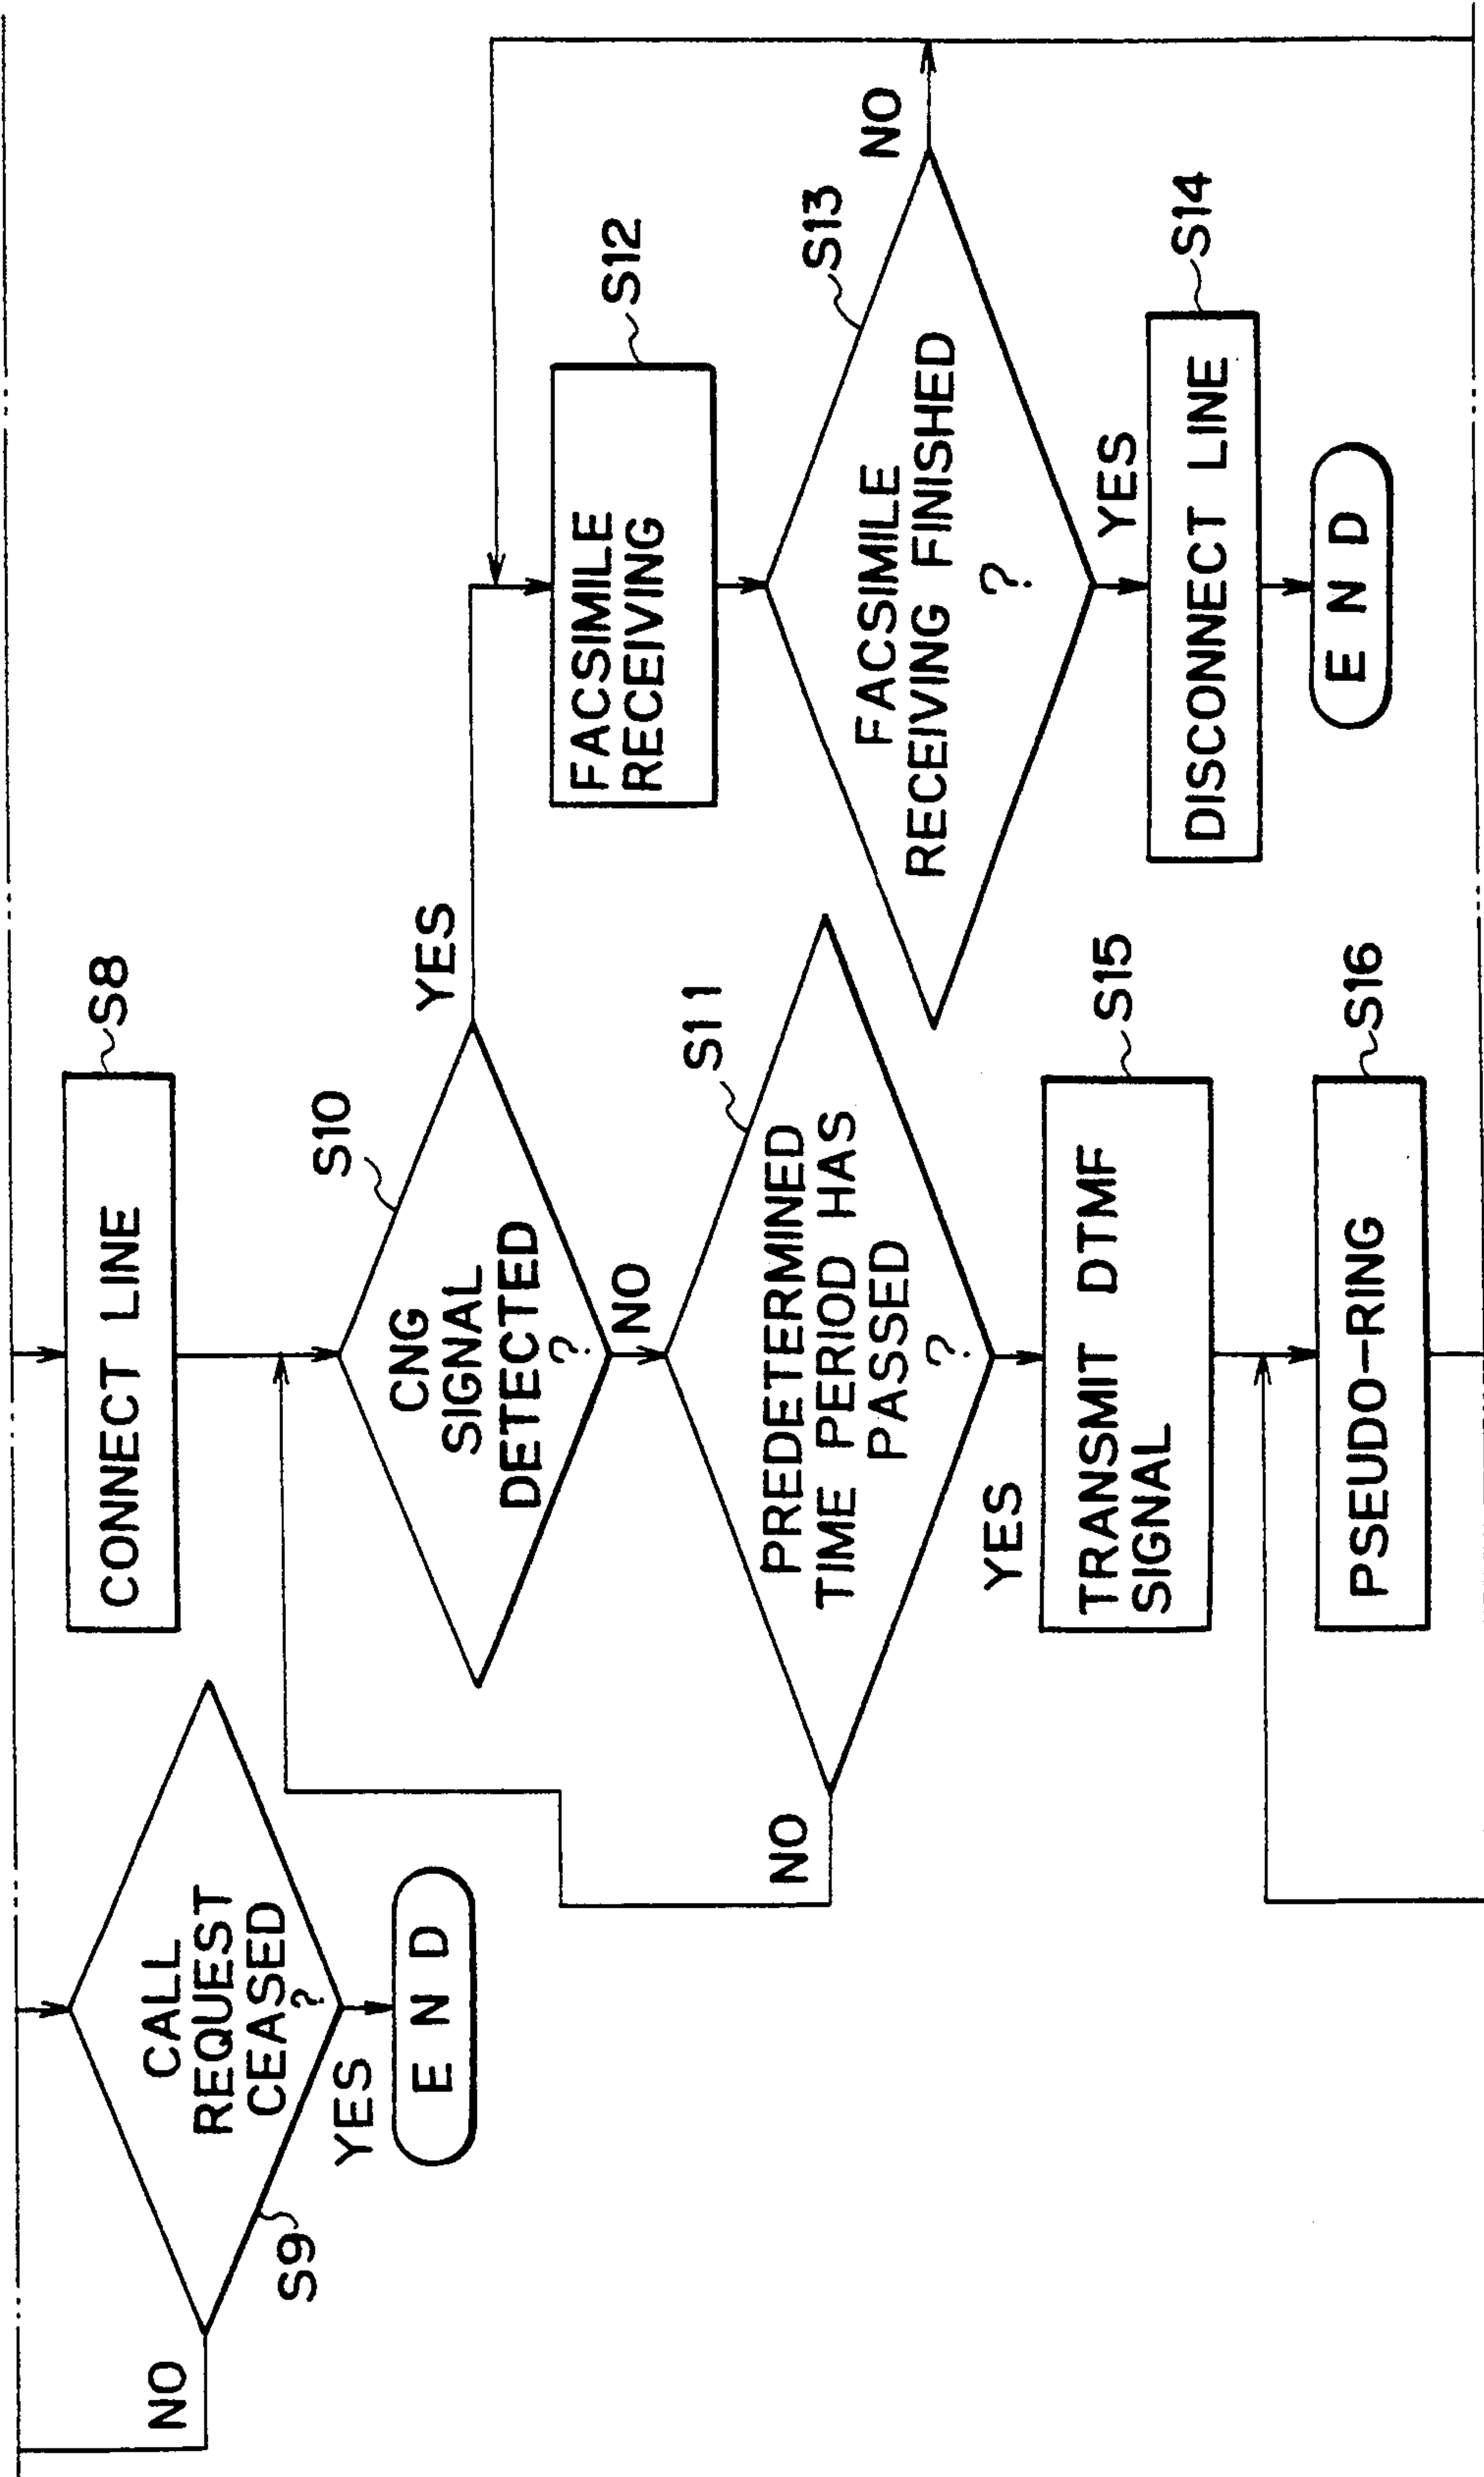 CALL
REQUEST
CEASED
?
S9
NO
YES
E N D
CONNECT LINE
S8
CNG
SIGNAL
DETECTED
?
S10
YES
NO
PREDETERMINED
TIME PERIOD HAS
PASSED
?
S11
NO
YES
TRANSMIT DTMF
SIGNAL
S15
PSEUDO-RING
S16
FACSIMILE
RECEIVING
S12
FACSIMILE
RECEIVING FINISHED
?
S13
NO
YES
DISCONNECT LINE
S14
E N D